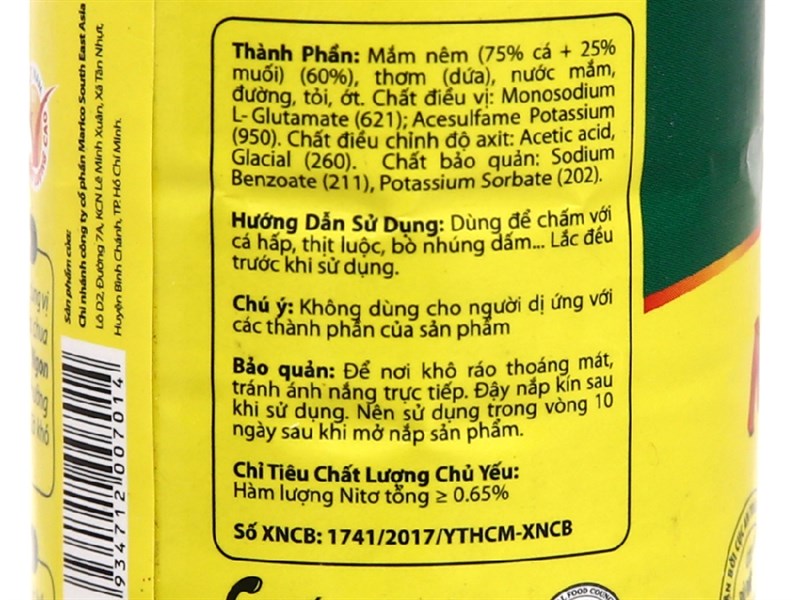 Thành Phần: Mắm nêm (75% cá + 25%
muối) (60%), thơm (dứa), nước mắm,
đường, tỏi, ớt. Chất điều vị: Monosodium
L- Glutamate (621); Acesulfame Potassium
(950). Chất điều chỉnh độ axit: Acetic acid,
Glacial (260). Chất bảo quản: Sodium
Benzoate (211), Potassium Sorbate (202).
Hướng Dẫn Sử Dụng: Dùng để chấm với
cá hấp, thịt luộc, bò nhúng dấm... Lắc đều
trước khi sử dụng.
Chú ý: Không dùng cho người dị ứng với
các thành phần của sản phẩm
Bảo quản: Để nơi khô ráo thoáng mát,
tránh ánh nắng trực tiếp. Đậy nắp kín sau
khi sử dụng. Nên sử dụng trong vòng 10
ngày sau khi mở nắp sản phẩm.
Chỉ Tiêu Chất Lượng Chủ Yếu:
Hàm lượng Nitơ tổng ≥ 0.65%
Số XNCB: 1741/2017/YTHCM-XNCB
Sản phẩm của:
Chi nhánh công ty cổ phần Marico South East Asia
Lô D2, Đường 7A, KCN Lê Minh Xuân, Xã Tân Nhựt,
Huyện Bình Chánh, TP. Hồ Chí Minh.
934712 007014
FOOD